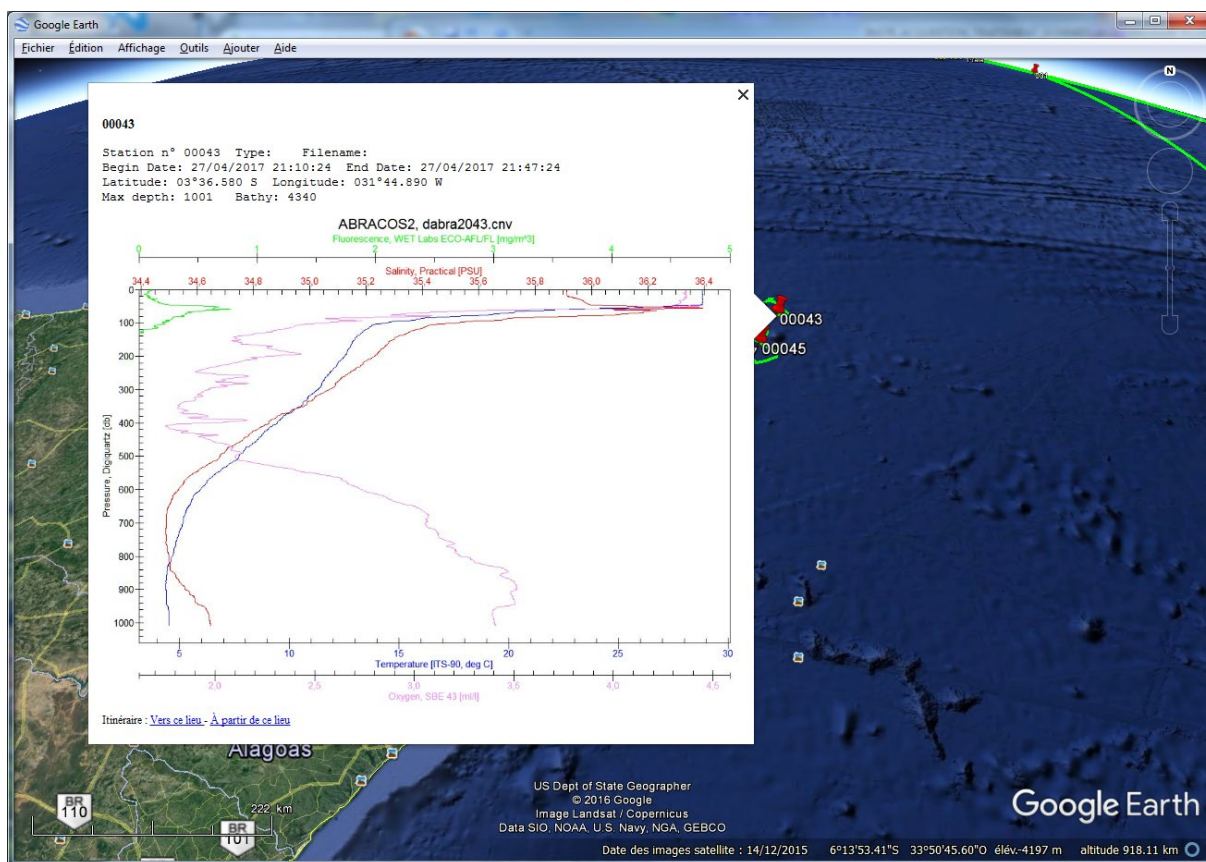 Google Earth
Fichier Édition Affichage Outils Ajouter Aide
00043
Station n° 00043 Type: Filename:
Begin Date: 27/04/2017 21:10:24 End Date: 27/04/2017 21:47:24
Latitude: 03°36.580 S Longitude: 031°44.890 W
Max depth: 1001 Bathy: 4340
ABRACOS2, dabra2043.cnv
Fluorescence, WET Labs ECO-AFL/FL [mg/m^3]
0 1 2 3 4 5
Salinity, Practical [PSU]
34,4 34,6 34,8 35,0 35,2 35,4 35,6 35,8 36,0 36,2 36,4
0
100
200
300
400
500
600
700
800
900
1000
Pressure, Digiquartz [db]
5 10 15 20 25 30
Temperature [ITS-90, deg C]
2,0 2,5 3,0 3,5 4,0 4,5
Oxygen, SBE 43 [ml/l]
Itinéraire : Vers ce lieu - À partir de ce lieu
N
00043
00045
Alagoas
BR
110
BR
101
222 km
US Dept of State Geographer
© 2016 Google
Image Landsat / Copernicus
Data SIO, NOAA, U.S. Navy, NGA, GEBCO
Google Earth
Date des images satellite : 14/12/2015 6°13'53.41"S 33°50'45.60"O élév.-4197 m altitude 918.11 km